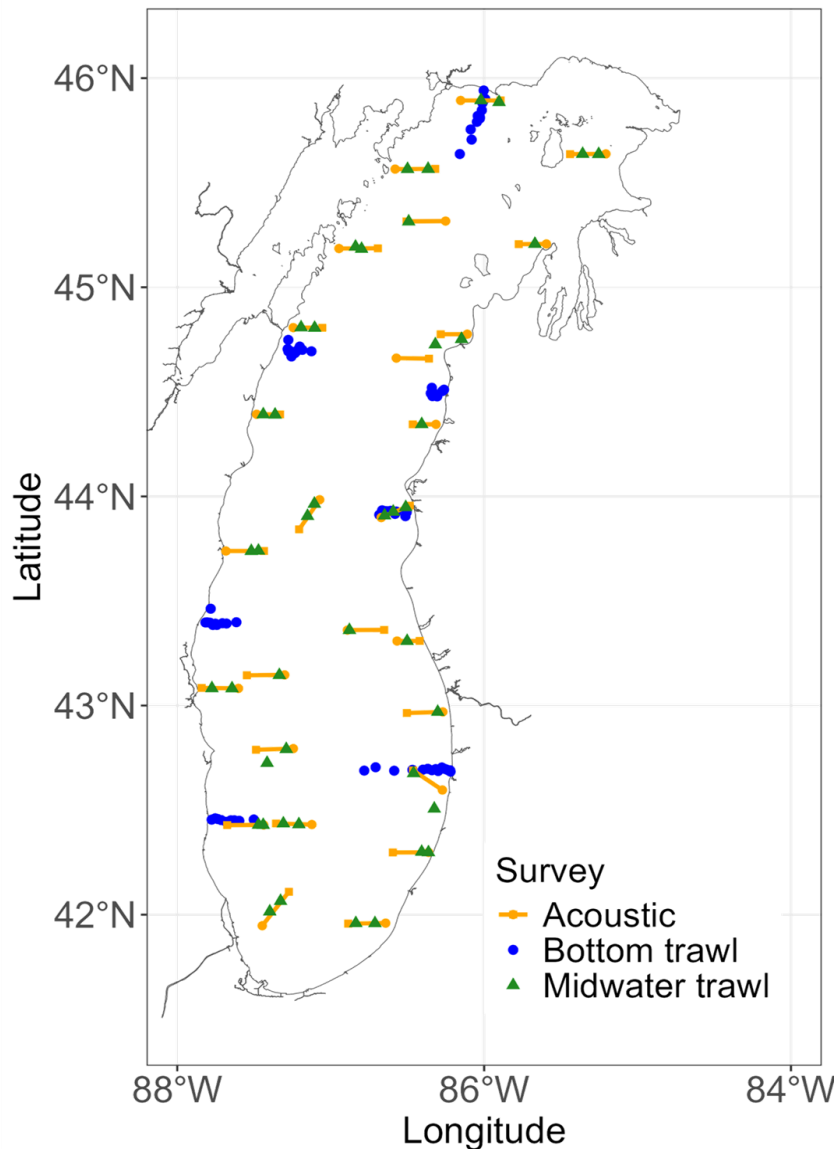 46°N
45°N
44°N
43°N
42°N
Latitude
Survey
Acoustic
Bottom trawl
Midwater trawl
88°W
86°W
84°W
Longitude